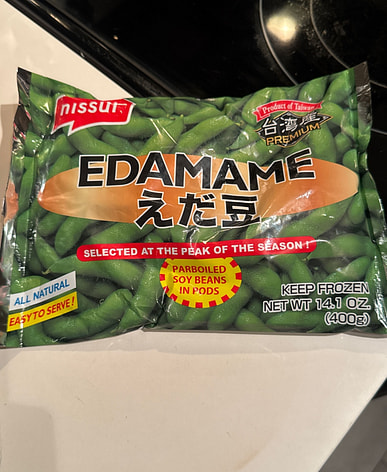 nissui
Product of Taiwan
台湾産
PREMIUM
EDAMAME
えだ豆
SELECTED AT THE PEAK OF THE SEASON !
PARBOILED
SOY BEANS
IN PODS
ALL NATURAL
EASY TO SERVE !
KEEP FROZEN
NET WT 14.1 OZ.
(400g)